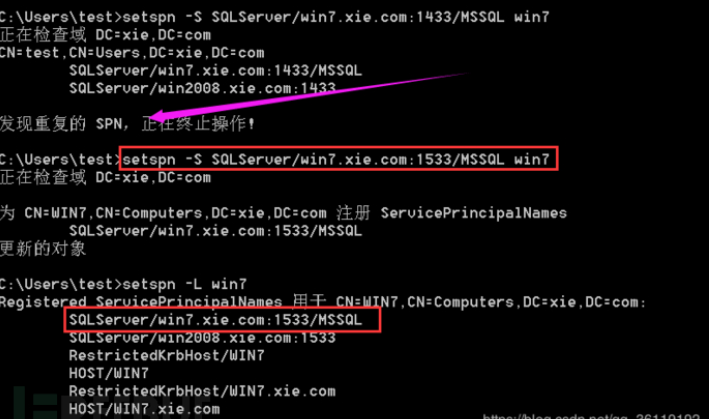 C:\Users\test>setspn -S SQLServer/win7.xie.com:1433/MSSQL win7
正在检查域 DC=xie,DC=com
CN=test,CN=Users,DC=xie,DC=com
SQLServer/win7.xie.com:1433/MSSQL
SQLServer/win2008.xie.com:1433
发现重复的 SPN，正在终止操作!
C:\Users\test>setspn -S SQLServer/win7.xie.com:1533/MSSQL win7
正在检查域 DC=xie,DC=com
为 CN=WIN7,CN=Computers,DC=xie,DC=com 注册 ServicePrincipalNames
SQLServer/win7.xie.com:1533/MSSQL
更新的对象
C:\Users\test>setspn -L win7
Registered ServicePrincipalNames 用于 CN=WIN7,CN=Computers,DC=xie,DC=com:
SQLServer/win7.xie.com:1533/MSSQL
SQLServer/win2008.xie.com:1533
RestrictedKrbHost/WIN7
HOST/WIN7
RestrictedKrbHost/WIN7.xie.com
HOST/WIN7.xie.com